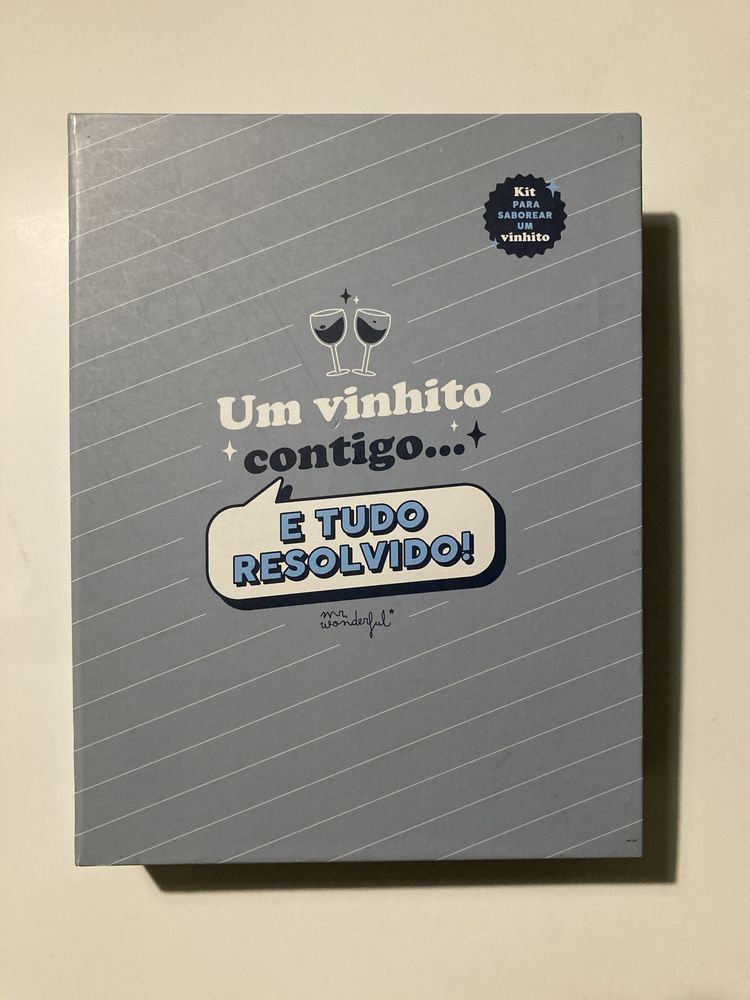 Kit
PARA
SABOREAR
UM
vinhito
Um vinhito
contigo...
E TUDO
RESOLVIDO!
mr.
wonderful*